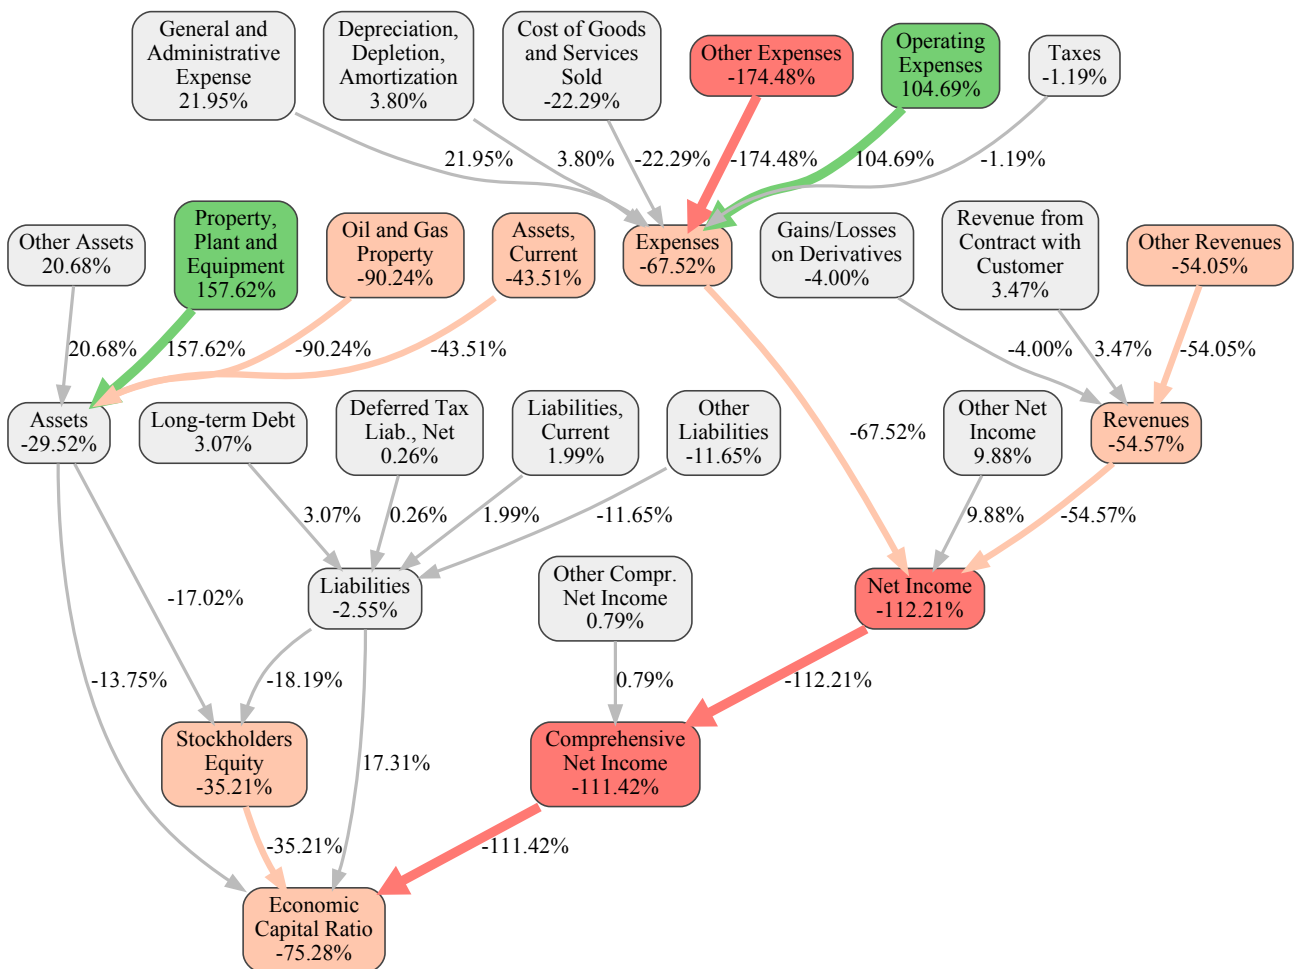 General and
Administrative
Expense
21.95%
Depreciation,
Depletion,
Amortization
3.80%
Cost of Goods
and Services
Sold
-22.29%
Other Expenses
-174.48%
Operating
Expenses
104.69%
Taxes
-1.19%
21.95%
3.80%
-22.29%
-174.48%
104.69%
-1.19%
Other Assets
20.68%
Property,
Plant and
Equipment
157.62%
Oil and Gas
Property
-90.24%
Assets,
Current
-43.51%
Expenses
-67.52%
Gains/Losses
on Derivatives
-4.00%
Revenue from
Contract with
Customer
3.47%
Other Revenues
-54.05%
20.68%
157.62%
-90.24%
-43.51%
-4.00%
3.47%
-54.05%
Assets
-29.52%
Long-term Debt
3.07%
Deferred Tax
Liab., Net
0.26%
Liabilities,
Current
1.99%
Other
Liabilities
-11.65%
-67.52%
Other Net
Income
9.88%
Revenues
-54.57%
3.07%
0.26%
1.99%
-11.65%
9.88%
-54.57%
-17.02%
Liabilities
-2.55%
Other Compr.
Net Income
0.79%
Net Income
-112.21%
-13.75%
-18.19%
0.79%
-112.21%
Stockholders
Equity
-35.21%
17.31%
Comprehensive
Net Income
-111.42%
-35.21%
-111.42%
Economic
Capital Ratio
-75.28%